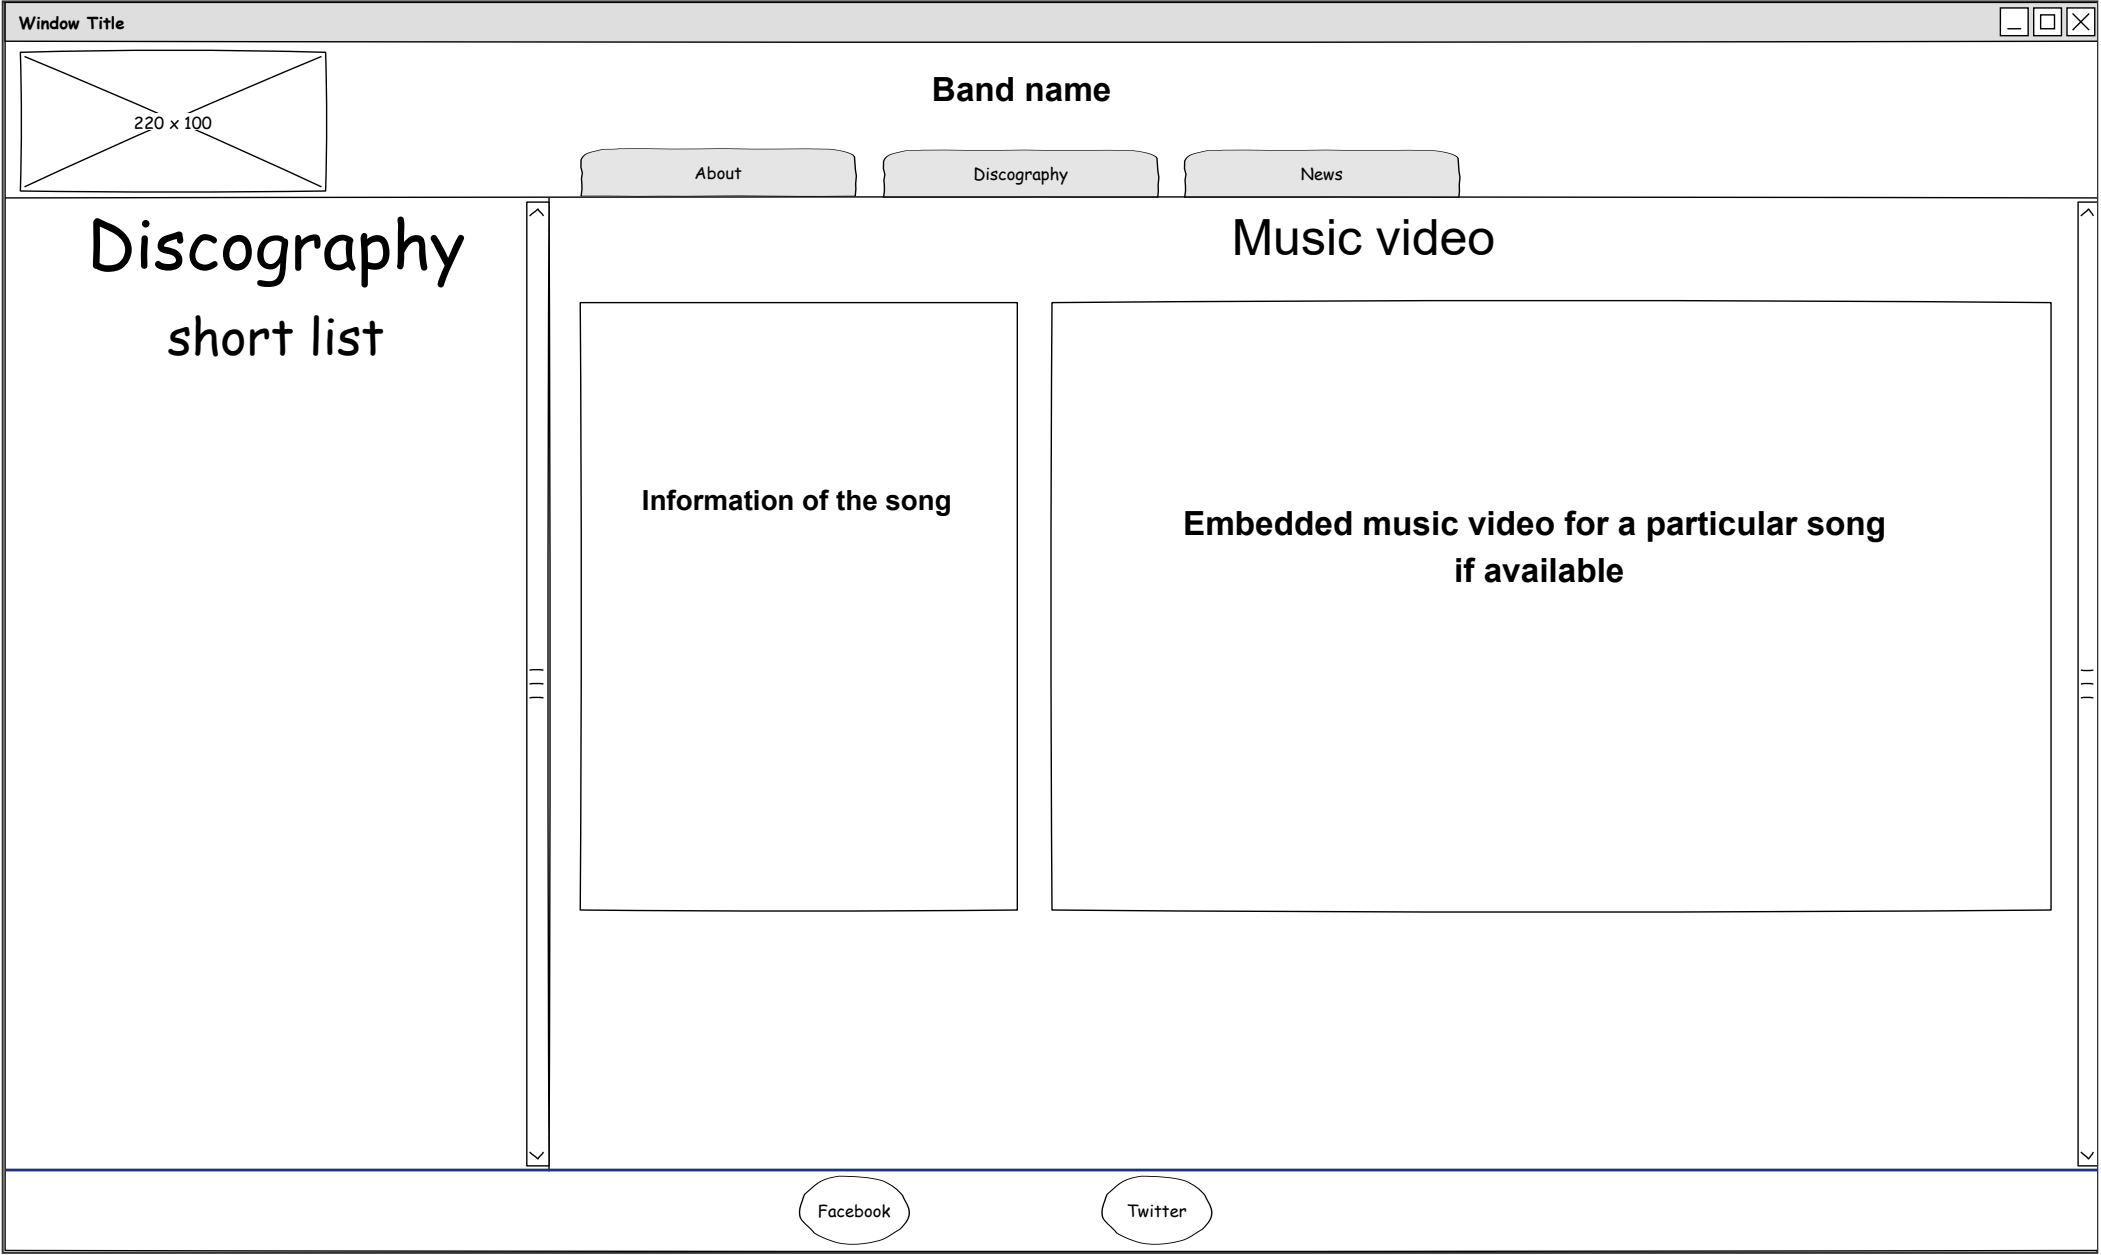 Window Title
220 x 100
Band name
About
Discography
News
Discography
short list
Music video
Information of the song
Embedded music video for a particular song
if available
Facebook
Twitter